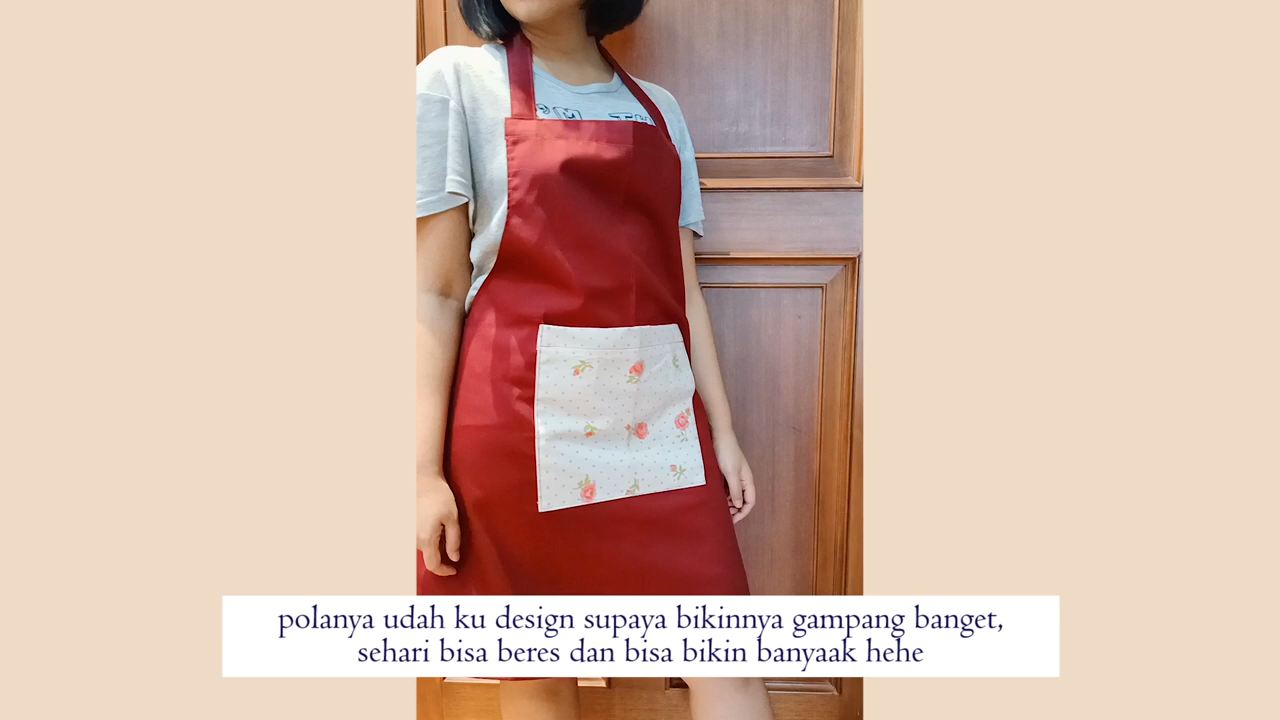 polanya udah ku design supaya bikinnya gampang banget,
sehari bisa beres dan bisa bikin banyaak hehe